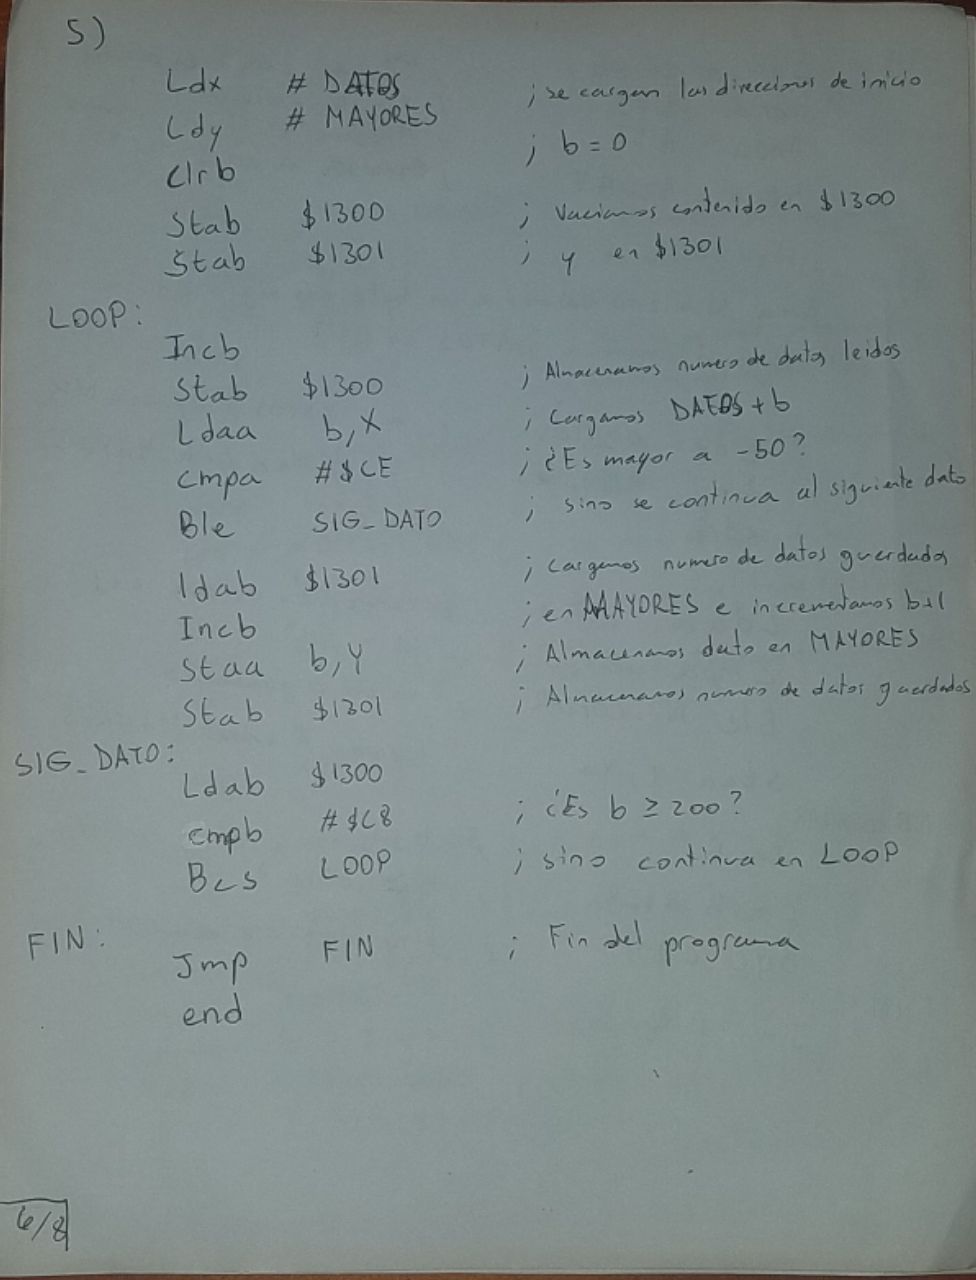 5)
Ldx # DATOS ; se cargan las direcciones de inicio
Ldy # MAYORES
Clrb ; b = 0
Stab $1300 ; Vaciamos contenido en $1300
Stab $1301 ; y en $1301
LOOP:
Incb
Stab $1300 ; Almacenamos numero de datos leidos
Ldaa b,X ; Cargamos DATOS + b
cmpa #$CE ; ¿Es mayor a -50?
Ble SIG_DATO ; sino se continua al siguiente dato
ldab $1301 ; Cargamos numero de datos guardados
Incb ; en MAYORES e incrementamos b+1
Staa b,Y ; Almacenamos dato en MAYORES
Stab $1301 ; Almacenamos numero de datos guardados
SIG_DATO:
Ldab $1300
cmpb #$C8 ; ¿Es b ≥ 200?
Bcs LOOP ; sino continua en LOOP
FIN:
Jmp FIN ; Fin del programa
end
6/8